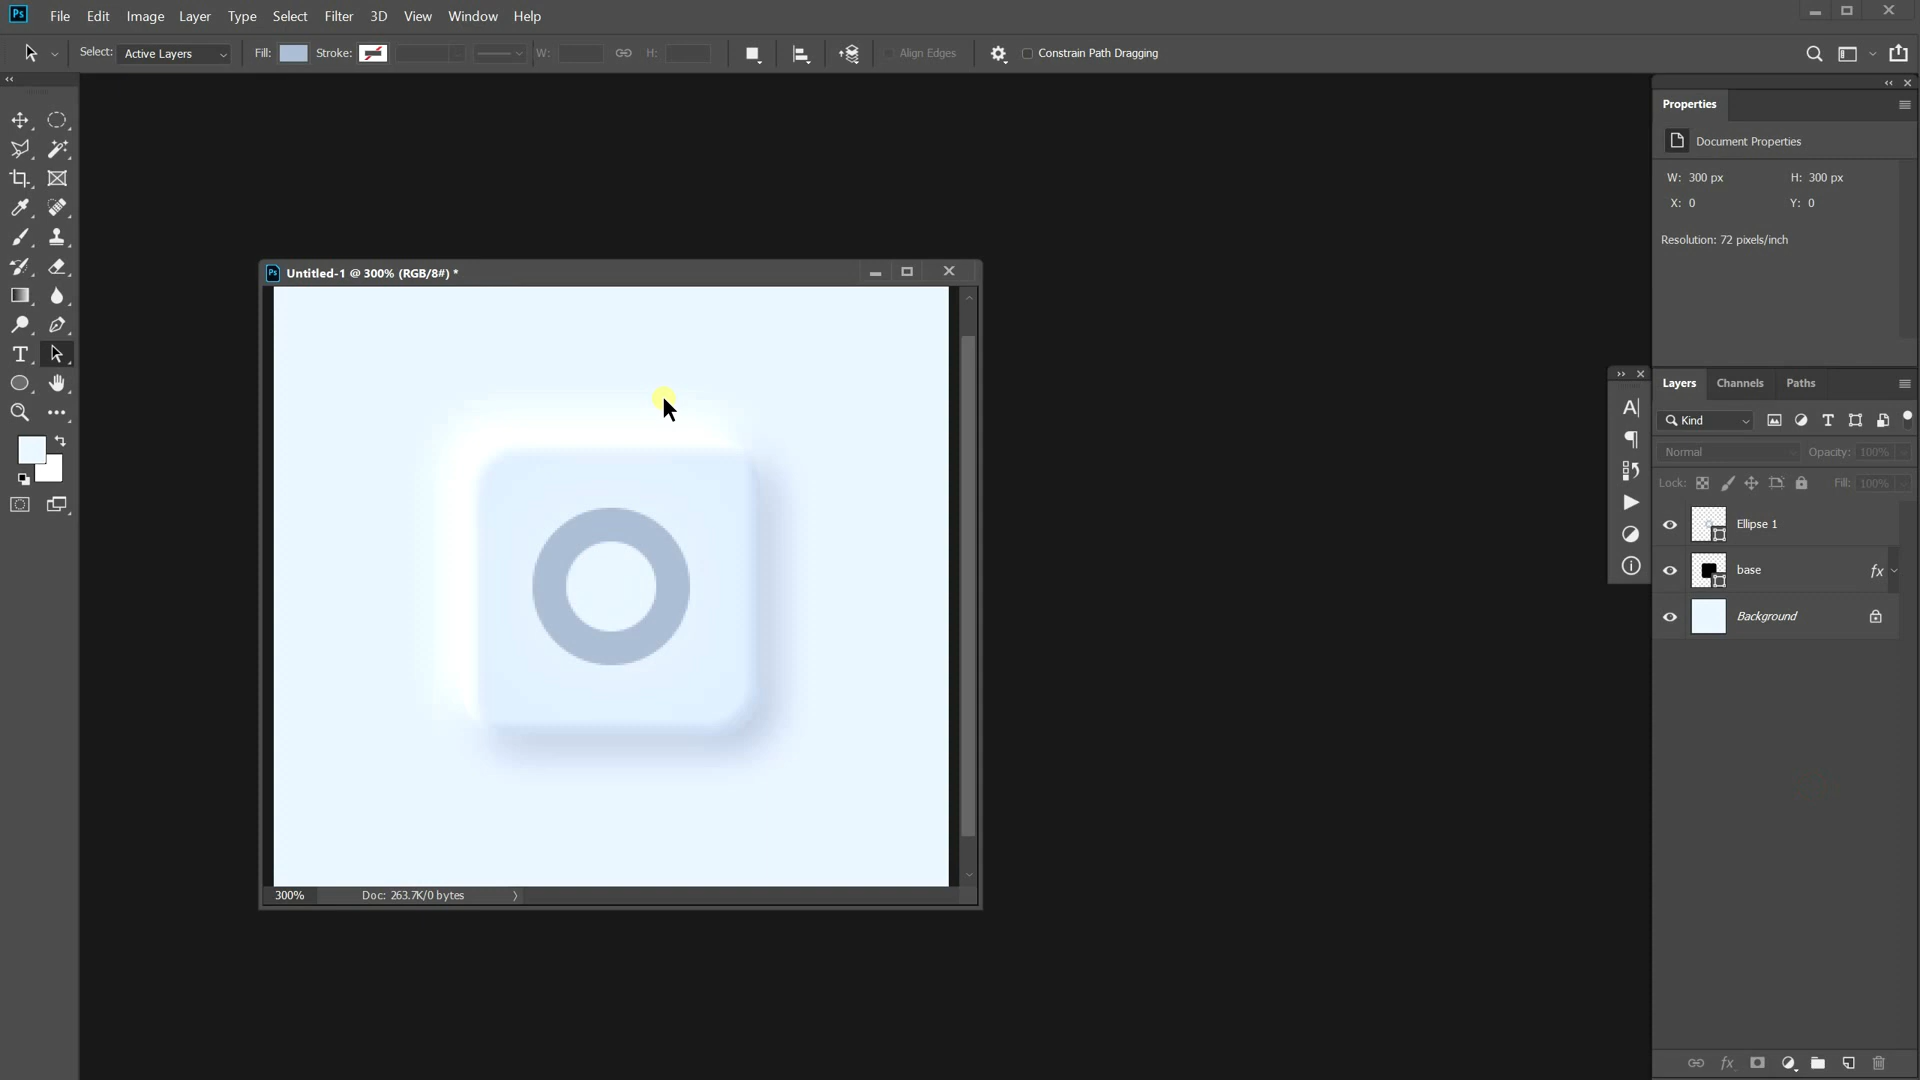 Ps File Edit Image Layer Type Select Filter 3D View Window Help
Select: Active Layers Fill: Stroke: W: H: Align Edges Constrain Path Dragging
Properties
Document Properties
W: 300 px H: 300 px
X: 0 Y: 0
Resolution: 72 pixels/inch
Ps Untitled-1 @ 300% (RGB/8#) *
Layers Channels Paths
Kind
Normal Opacity: 100%
Lock: Fill: 100%
Ellipse 1
base fx
Background
300% Doc: 263.7K/0 bytes
fx